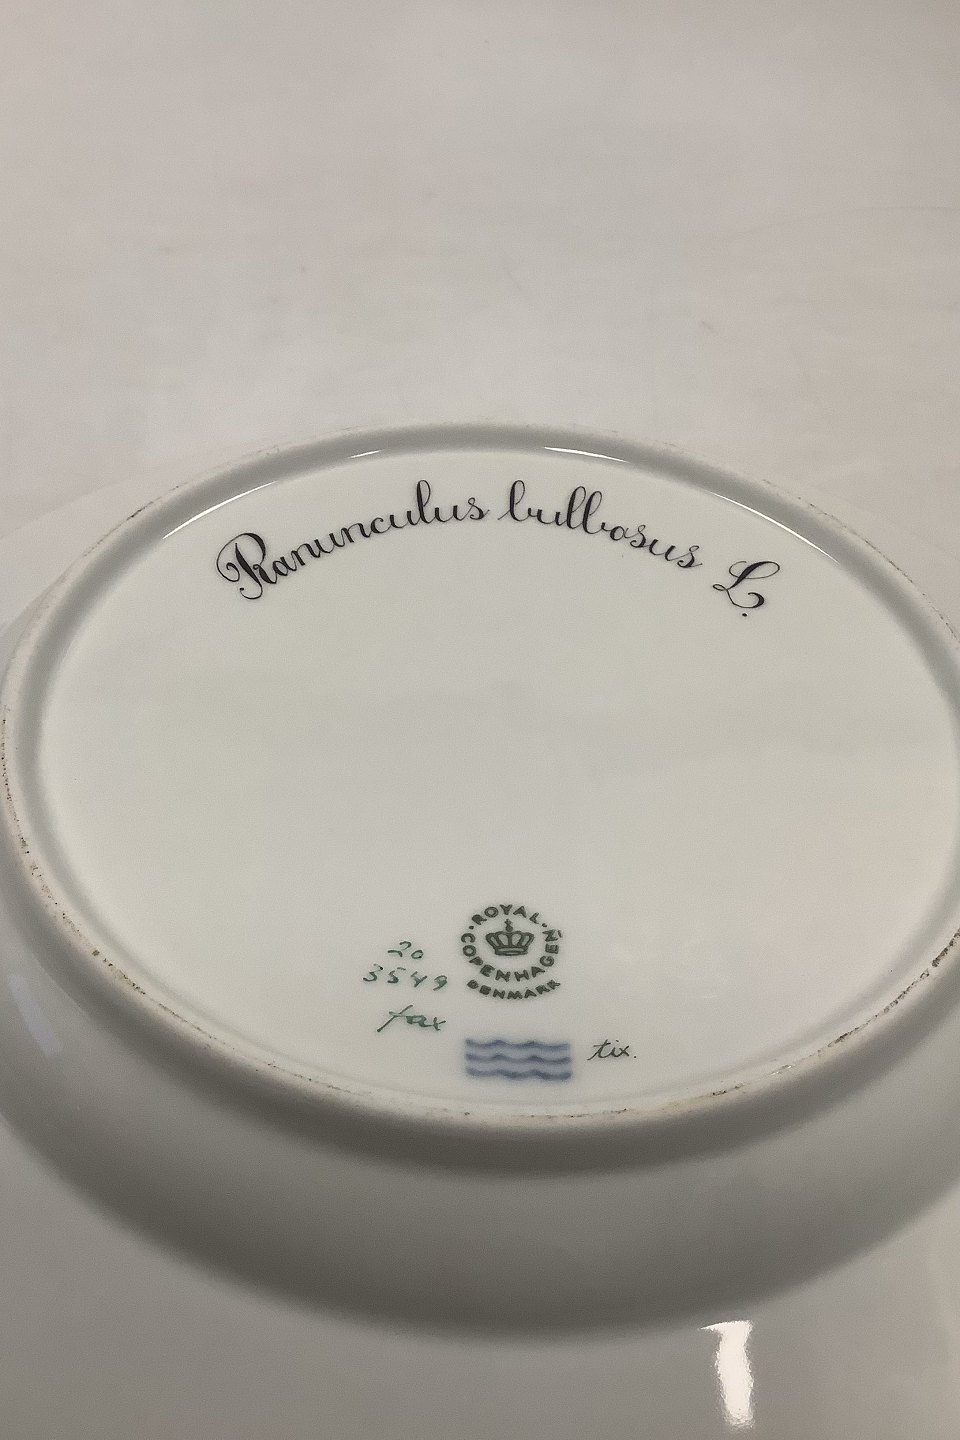 Ranunculus bulbosus L.
20
3549
fax
ROYAL
COPENHAGEN
DENMARK
tix.